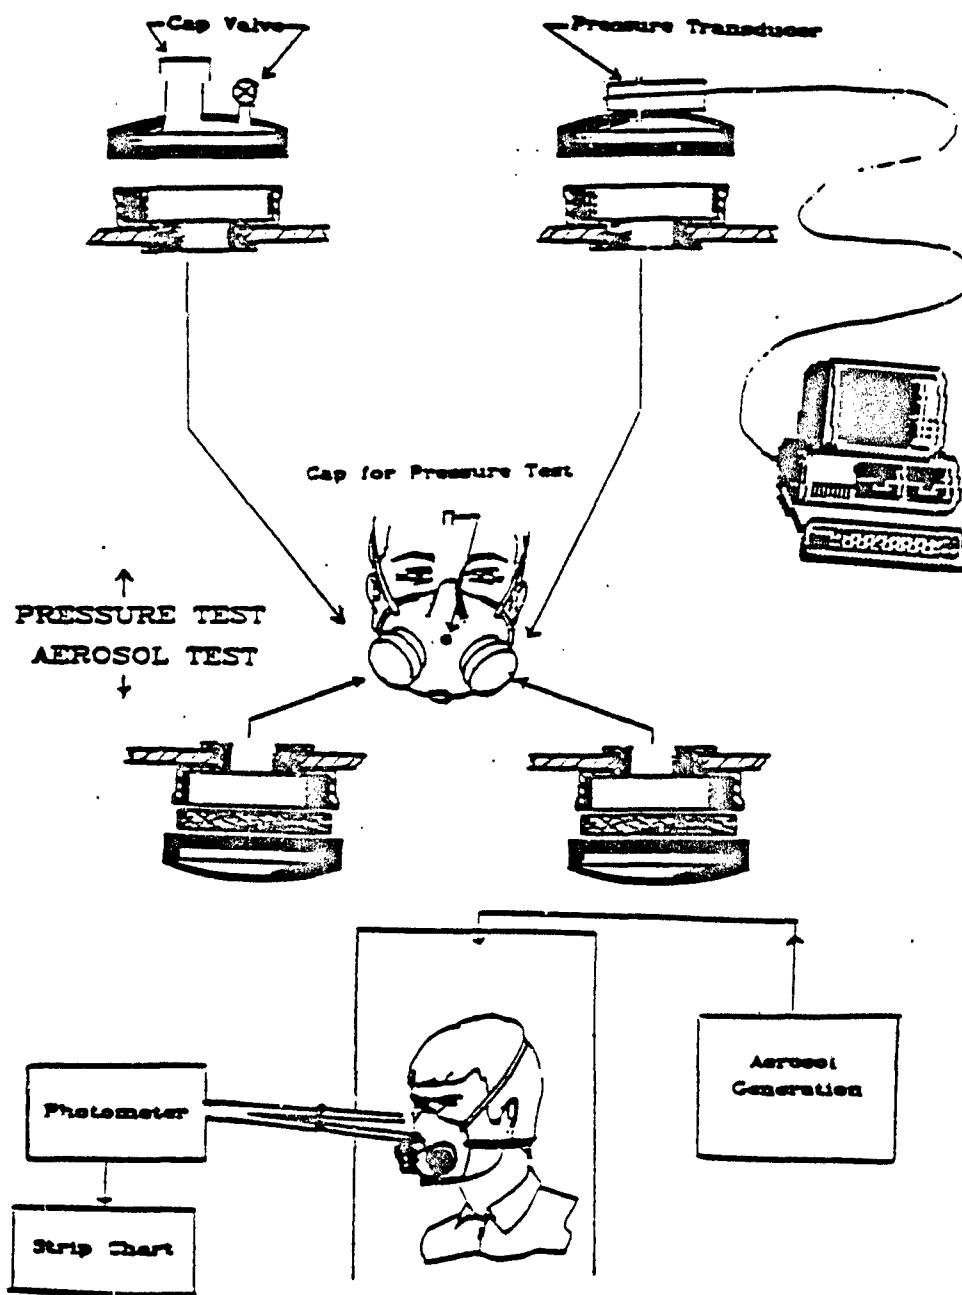 Cap Valve
Pressure Transducer
Cap for Pressure Test
PRESSURE TEST
AEROSOL TEST
Aerosol
Generation
Photometer
Strip Chart